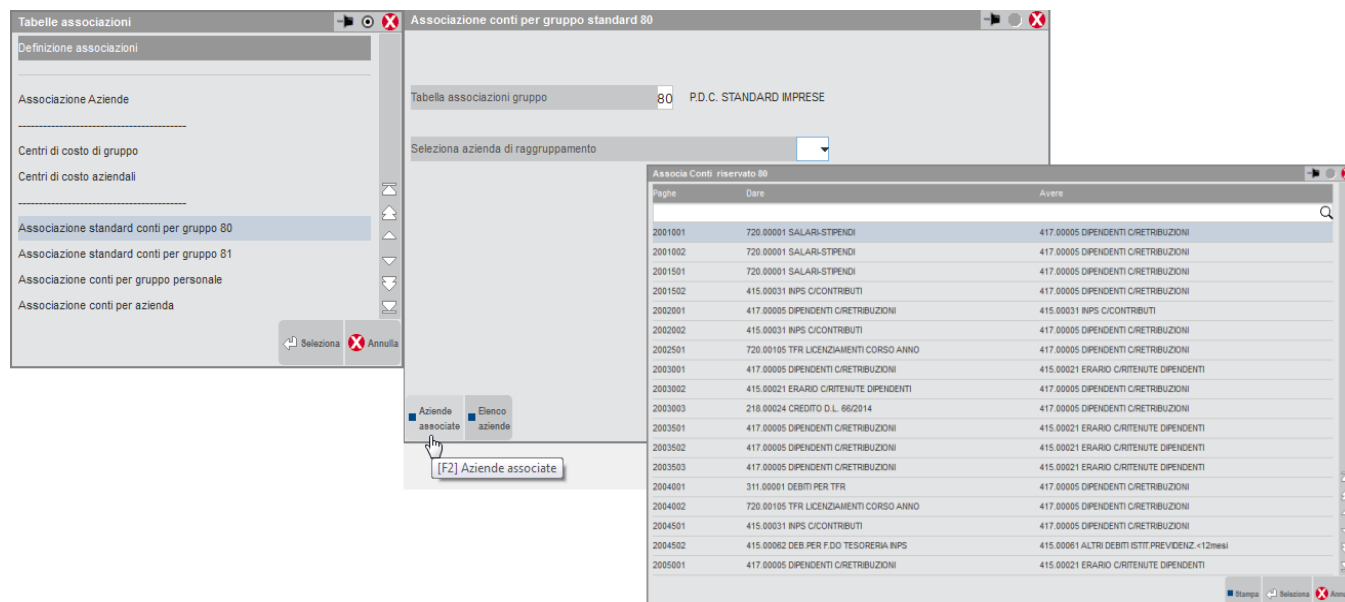 Tabelle associazioni
Definizione associazioni
Associazione Aziende
-----------------------------------------
Centri di costo di gruppo
Centri di costo aziendali
-----------------------------------------
Associazione standard conti per gruppo 80
Associazione standard conti per gruppo 81
Associazione conti per gruppo personale
Associazione conti per azienda
Seleziona Annulla
Associazione conti per gruppo standard 80
Tabella associazioni gruppo 80 P.D.C. STANDARD IMPRESE
Seleziona azienda di raggruppamento
Aziende associate
Elenco aziende
[F2] Aziende associate
Associa Conti riservato 80
Paghe Dare Avere
2001001 720.00001 SALARI-STIPENDI 417.00005 DIPENDENTI C/RETRIBUZIONI
2001002 720.00001 SALARI-STIPENDI 417.00005 DIPENDENTI C/RETRIBUZIONI
2001501 720.00001 SALARI-STIPENDI 417.00005 DIPENDENTI C/RETRIBUZIONI
2001502 415.00031 INPS C/CONTRIBUTI 417.00005 DIPENDENTI C/RETRIBUZIONI
2002001 417.00005 DIPENDENTI C/RETRIBUZIONI 415.00031 INPS C/CONTRIBUTI
2002002 415.00031 INPS C/CONTRIBUTI 417.00005 DIPENDENTI C/RETRIBUZIONI
2002501 720.00105 TFR LICENZIAMENTI CORSO ANNO 417.00005 DIPENDENTI C/RETRIBUZIONI
2003001 417.00005 DIPENDENTI C/RETRIBUZIONI 415.00021 ERARIO C/RITENUTE DIPENDENTI
2003002 415.00021 ERARIO C/RITENUTE DIPENDENTI 417.00005 DIPENDENTI C/RETRIBUZIONI
2003003 218.00024 CREDITO D.L. 66/2014 417.00005 DIPENDENTI C/RETRIBUZIONI
2003501 417.00005 DIPENDENTI C/RETRIBUZIONI 415.00021 ERARIO C/RITENUTE DIPENDENTI
2003502 417.00005 DIPENDENTI C/RETRIBUZIONI 415.00021 ERARIO C/RITENUTE DIPENDENTI
2003503 417.00005 DIPENDENTI C/RETRIBUZIONI 415.00021 ERARIO C/RITENUTE DIPENDENTI
2004001 311.00001 DEBITI PER TFR 417.00005 DIPENDENTI C/RETRIBUZIONI
2004002 720.00105 TFR LICENZIAMENTI CORSO ANNO 417.00005 DIPENDENTI C/RETRIBUZIONI
2004501 415.00031 INPS C/CONTRIBUTI 417.00005 DIPENDENTI C/RETRIBUZIONI
2004502 415.00062 DEB.PER F.DO TESORERIA INPS 415.00061 ALTRI DEBITI ISTIT.PREVIDENZ.<12mesi
2005001 417.00005 DIPENDENTI C/RETRIBUZIONI 415.00021 ERARIO C/RITENUTE DIPENDENTI
Stampa Seleziona Annu